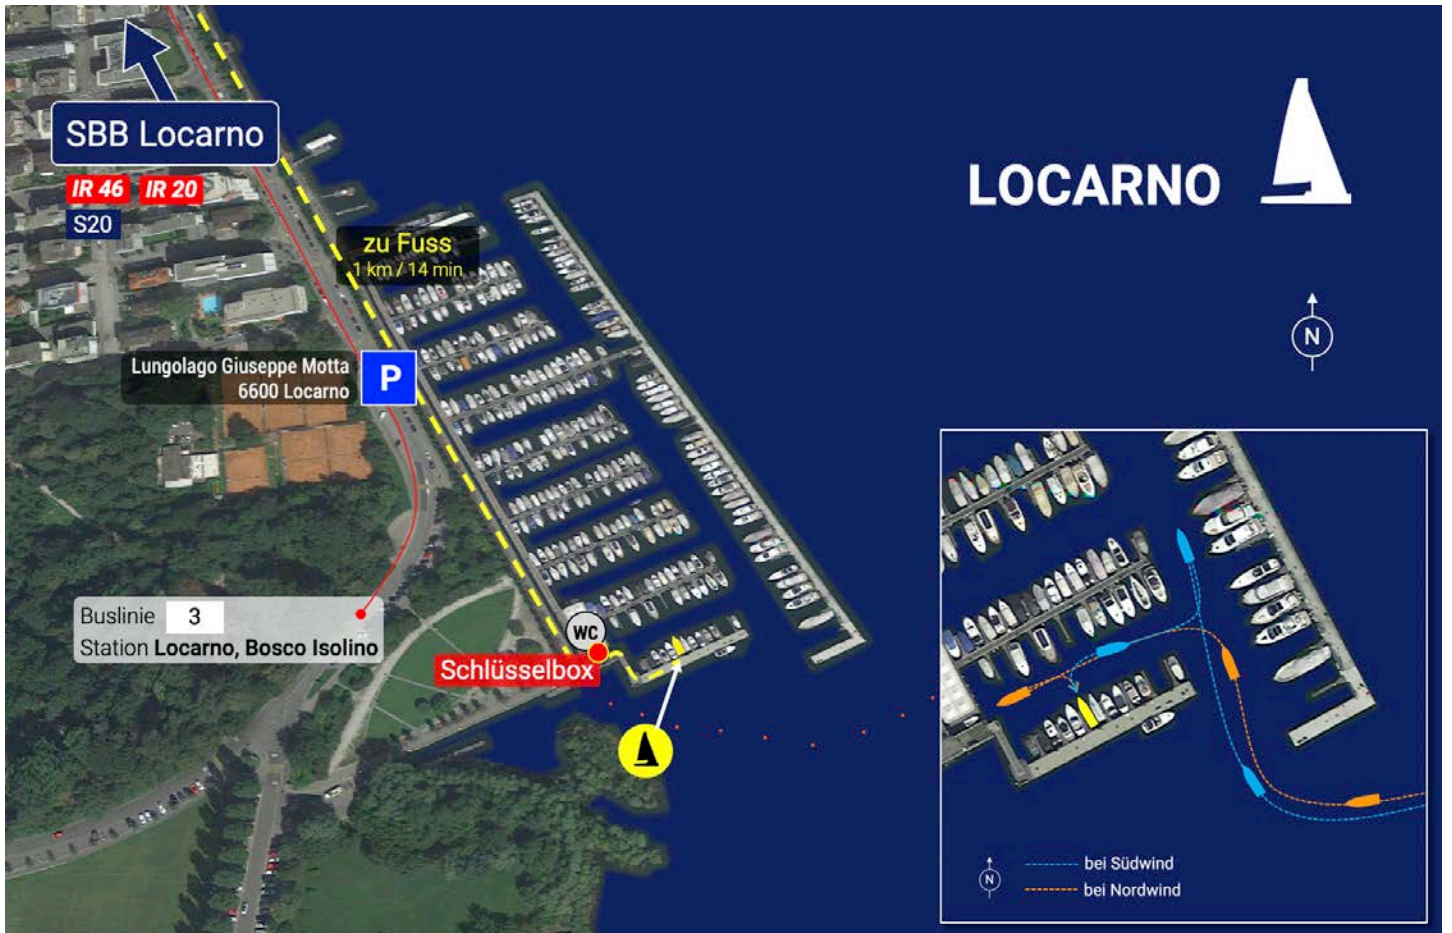 SBB Locarno
IR 46 IR 20
S20
LOCARNO
zu Fuss
1 km / 14 min
N
Lungolago Giuseppe Motta
6600 Locarno
P
Buslinie 3
Station Locarno, Bosco Isolino
WC
Schlüsselbox
N
bei Südwind
bei Nordwind